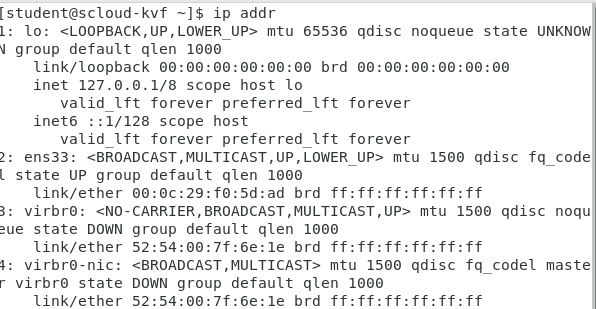 [student@scloud-kvf ~]$ ip addr
1: lo: <LOOPBACK,UP,LOWER_UP> mtu 65536 qdisc noqueue state UNKNOW
N group default qlen 1000
    link/loopback 00:00:00:00:00:00 brd 00:00:00:00:00:00
    inet 127.0.0.1/8 scope host lo
       valid_lft forever preferred_lft forever
    inet6 ::1/128 scope host
       valid_lft forever preferred_lft forever
2: ens33: <BROADCAST,MULTICAST,UP,LOWER_UP> mtu 1500 qdisc fq_code
l state UP group default qlen 1000
    link/ether 00:0c:29:f0:5d:ad brd ff:ff:ff:ff:ff:ff
3: virbr0: <NO-CARRIER,BROADCAST,MULTICAST,UP> mtu 1500 qdisc noqu
eue state DOWN group default qlen 1000
    link/ether 52:54:00:7f:6e:1e brd ff:ff:ff:ff:ff:ff
4: virbr0-nic: <BROADCAST,MULTICAST> mtu 1500 qdisc fq_codel maste
r virbr0 state DOWN group default qlen 1000
    link/ether 52:54:00:7f:6e:1e brd ff:ff:ff:ff:ff:ff